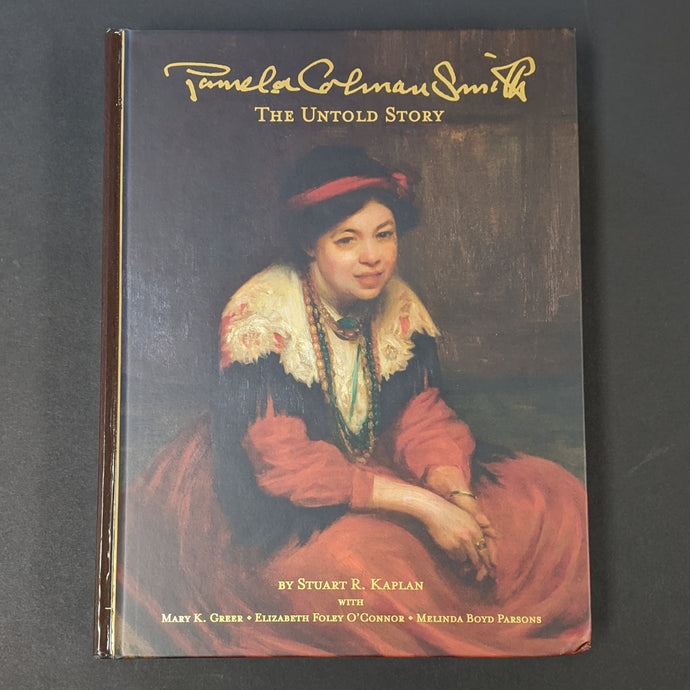 Pamela Colman Smith
The Untold Story
by Stuart R. Kaplan
with
Mary K. Greer • Elizabeth Foley O'Connor • Melinda Boyd Parsons